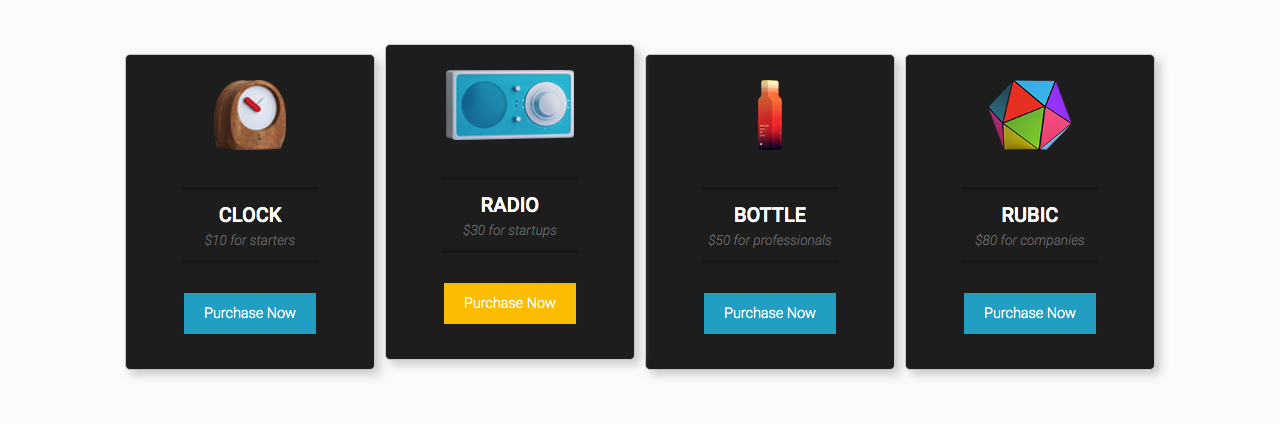 CLOCK
$10 for starters
Purchase Now
RADIO
$30 for startups
Purchase Now
BOTTLE
$50 for professionals
Purchase Now
RUBIC
$80 for companies
Purchase Now